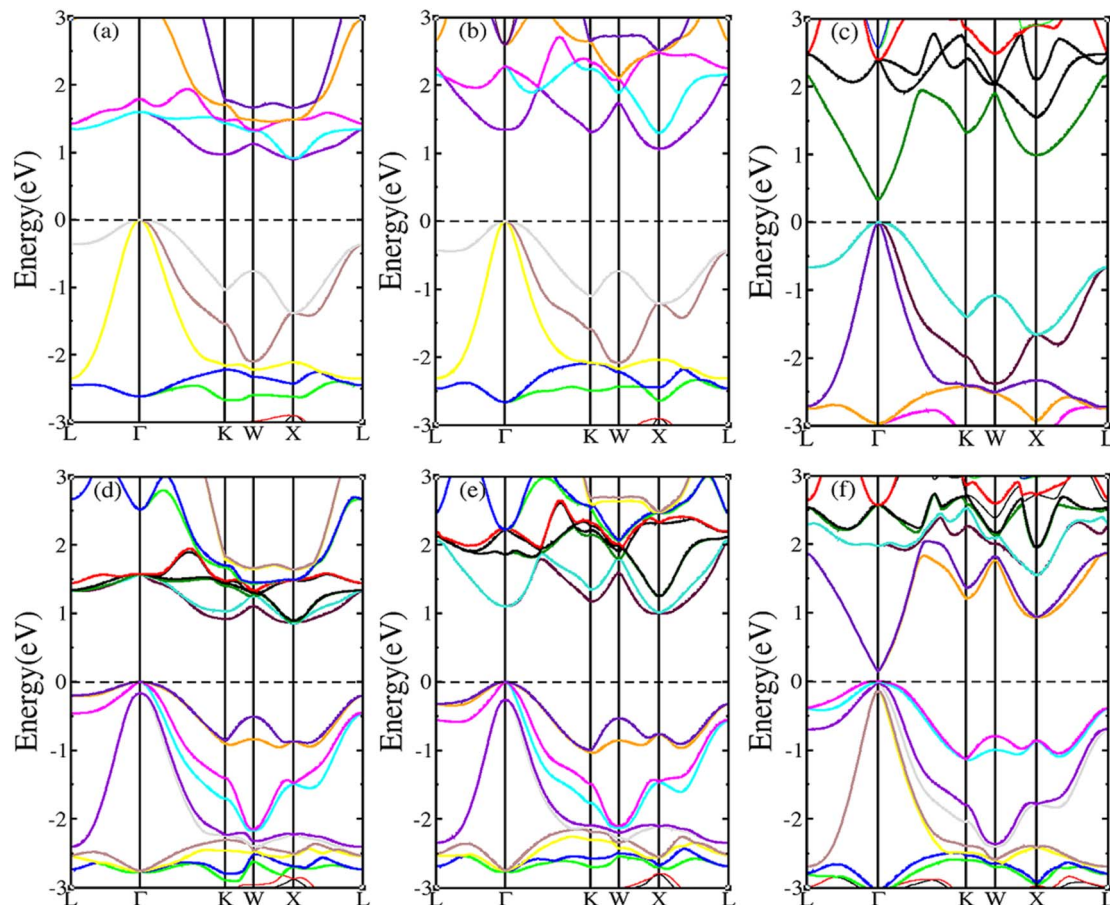 (a)
3
2
1
0
-1
-2
-3
Energy(eV)
L Γ K W X L
(b)
3
2
1
0
-1
-2
-3
Energy(eV)
L Γ K W X L
(c)
3
2
1
0
-1
-2
-3
Energy(eV)
L Γ K W X L
(d)
3
2
1
0
-1
-2
-3
Energy(eV)
L Γ K W X L
(e)
3
2
1
0
-1
-2
-3
Energy(eV)
L Γ K W X L
(f)
3
2
1
0
-1
-2
-3
Energy(eV)
L Γ K W X L